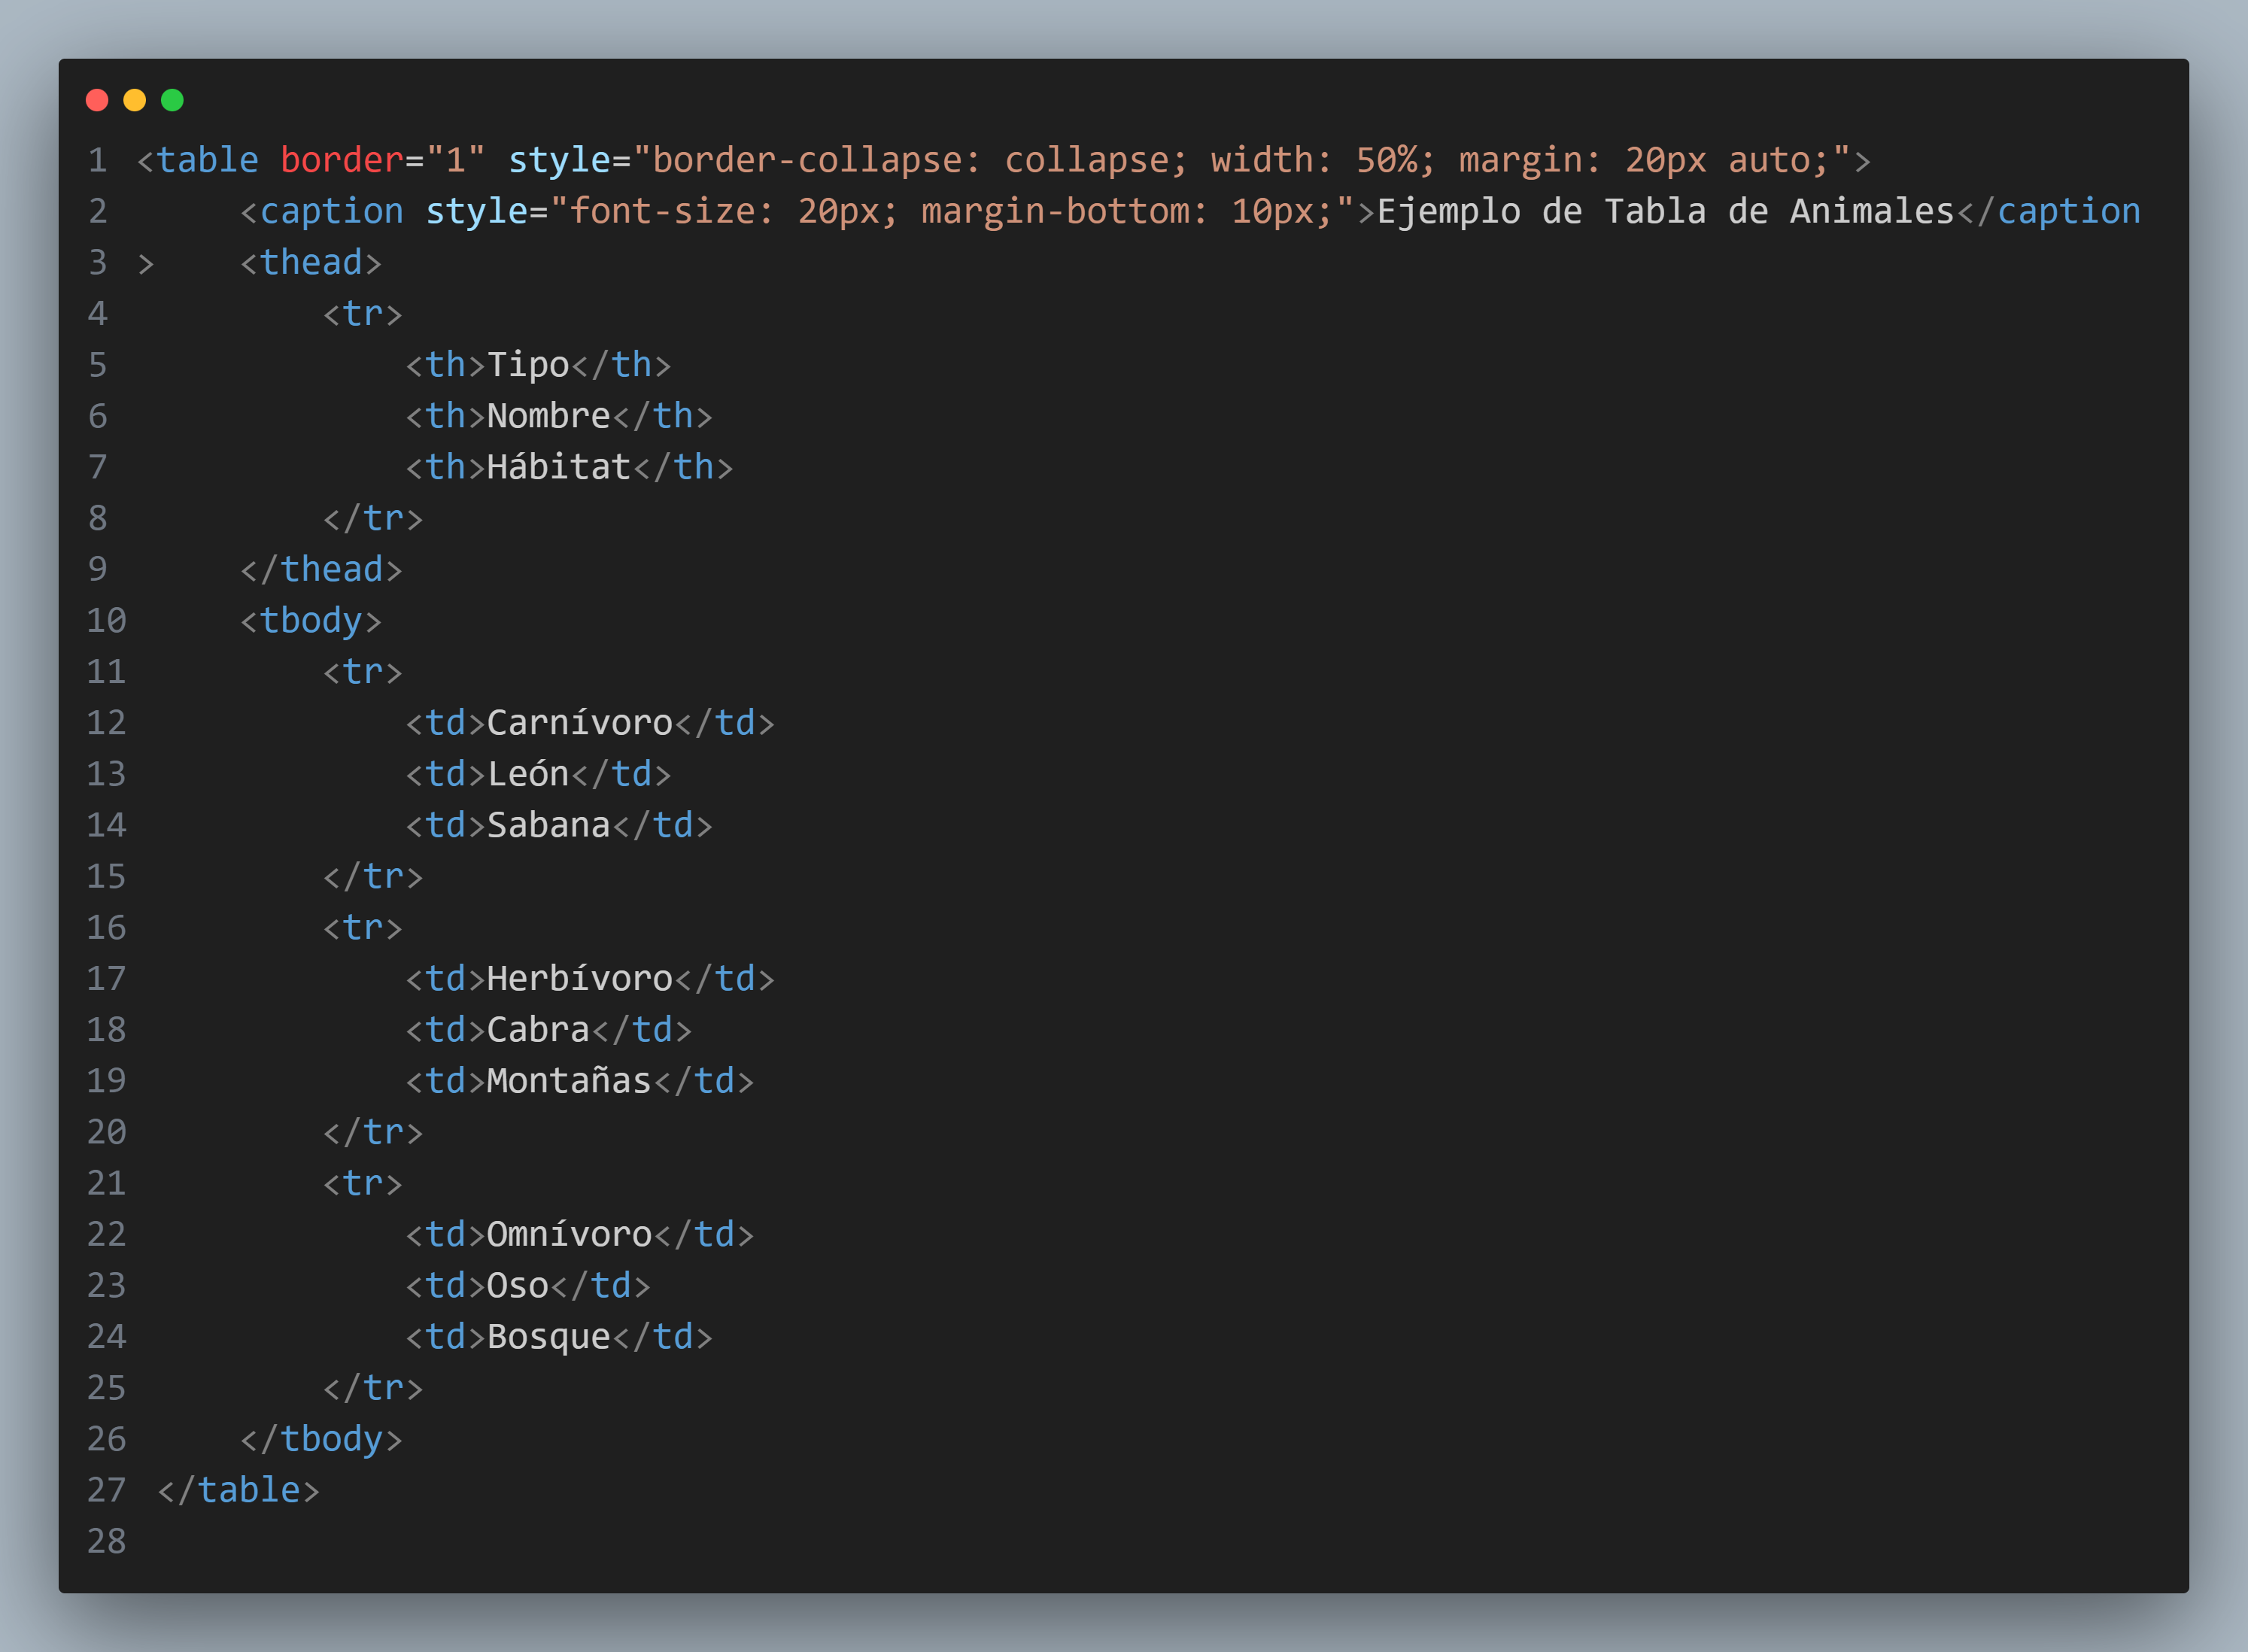 1 <table border="1" style="border-collapse: collapse; width: 50%; margin: 20px auto;">
2     <caption style="font-size: 20px; margin-bottom: 10px;">Ejemplo de Tabla de Animales</caption
3 >    <thead>
4         <tr>
5             <th>Tipo</th>
6             <th>Nombre</th>
7             <th>Hábitat</th>
8         </tr>
9     </thead>
10     <tbody>
11         <tr>
12             <td>Carnívoro</td>
13             <td>León</td>
14             <td>Sabana</td>
15         </tr>
16         <tr>
17             <td>Herbívoro</td>
18             <td>Cabra</td>
19             <td>Montañas</td>
20         </tr>
21         <tr>
22             <td>Omnívoro</td>
23             <td>Oso</td>
24             <td>Bosque</td>
25         </tr>
26     </tbody>
27 </table>
28